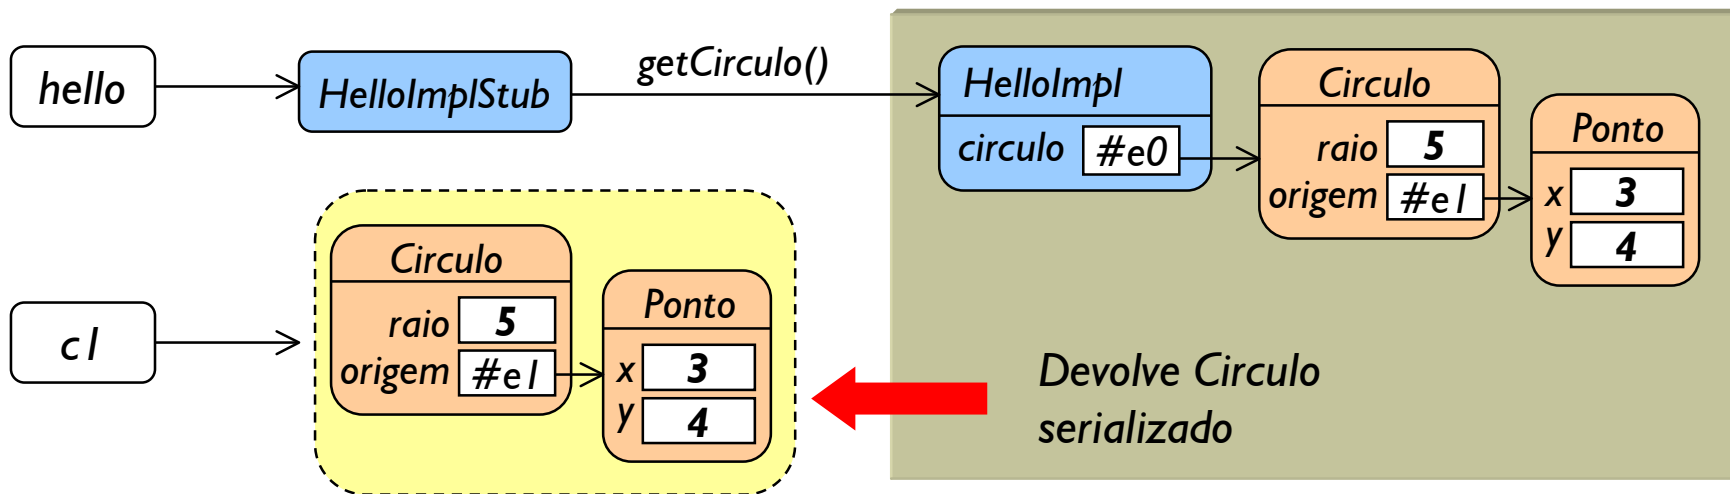 hello
HelloImplStub
getCirculo()
HelloImpl
circulo #e0
Circulo
raio 5
origem #e1
Ponto
x 3
y 4
c1
Circulo
raio 5
origem #e1
Ponto
x 3
y 4
Devolve Circulo
serializado